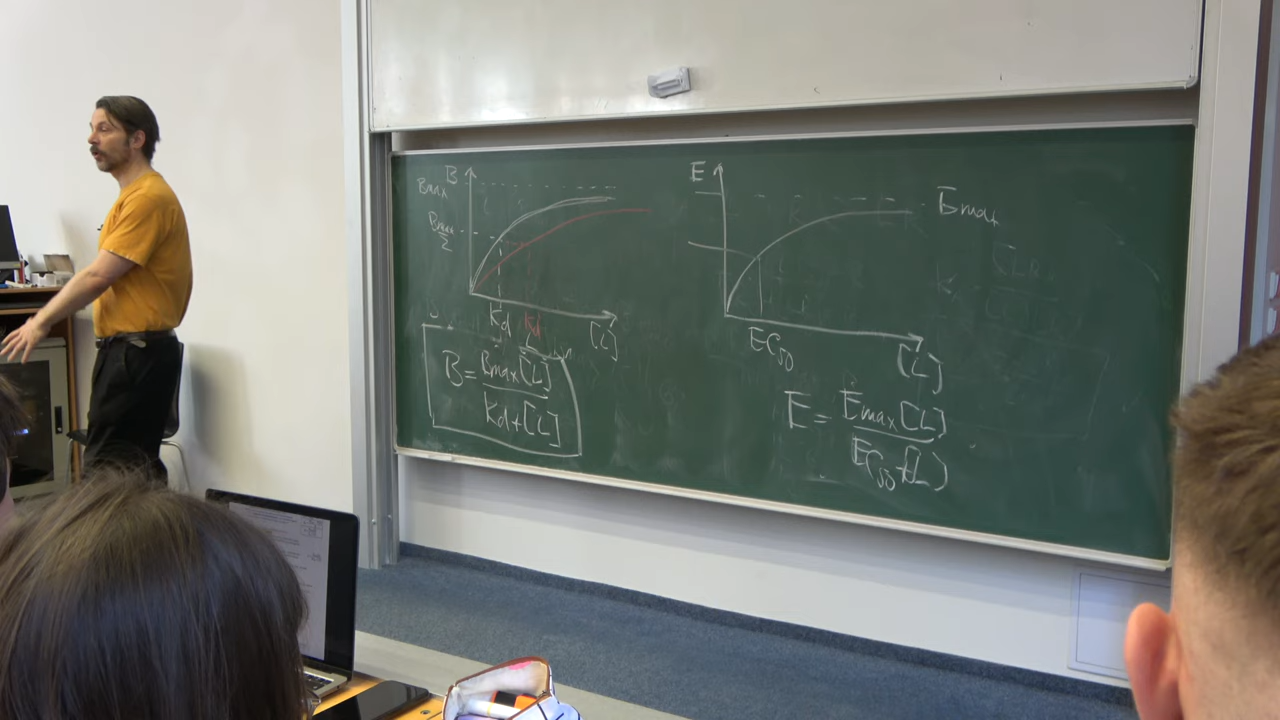 B
Bmax
Bmax
2
Kd
Kd
[L]
B = Bmax [L]
Kd + [L]
E
Emax
EC50
[L]
E = Emax [L]
EC50 + [L]